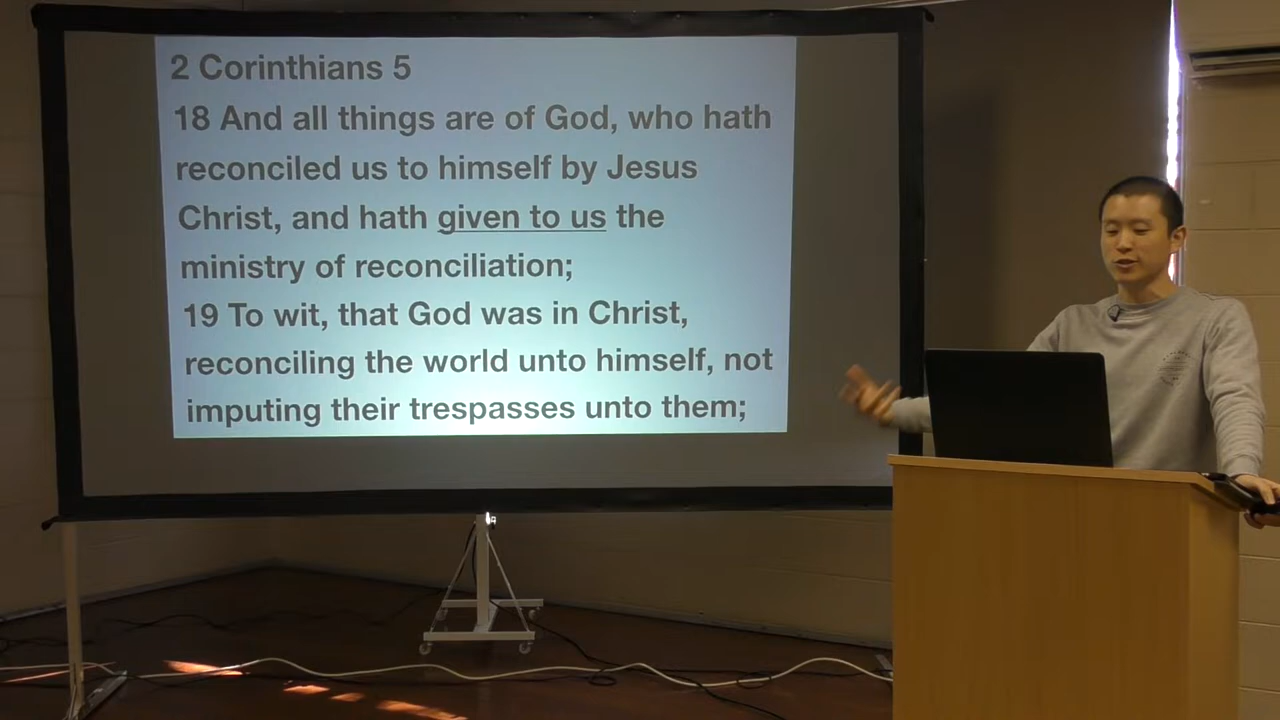 2 Corinthians 5
18 And all things are of God, who hath
reconciled us to himself by Jesus
Christ, and hath given to us the
ministry of reconciliation;
19 To wit, that God was in Christ,
reconciling the world unto himself, not
imputing their trespasses unto them;